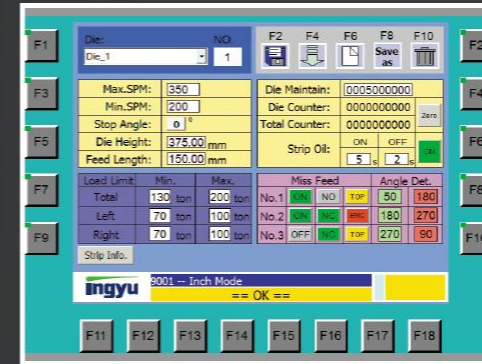 Die: NO. F2 F4 F6 F8 F10
Die_1 1 Save as
F1 F2
Max.SPM: 350 Die Maintain: 0005000000
F3 F4
Min.SPM: 200 Die Counter: 0000000000 Zero
Stop Angle: 0 ° Total Counter: 0000000000
F5 F6
Die Height: 375.00 mm Strip Oil: ON OFF ON
Feed Length: 150.00 mm 5 s 2 s
Load Limit Min. Max. Miss Feed Angle Det.
F7 F8
Total 130 ton 200 ton No.1 ON NO TOP 50 180
Left 70 ton 100 ton No.2 ON NC 180 270
F9 F10
Right 70 ton 100 ton No.3 OFF NC TOP 270 90
Strip Info.
ingyu 9001 -- Inch Mode
== OK ==
F11 F12 F13 F14 F15 F16 F17 F18